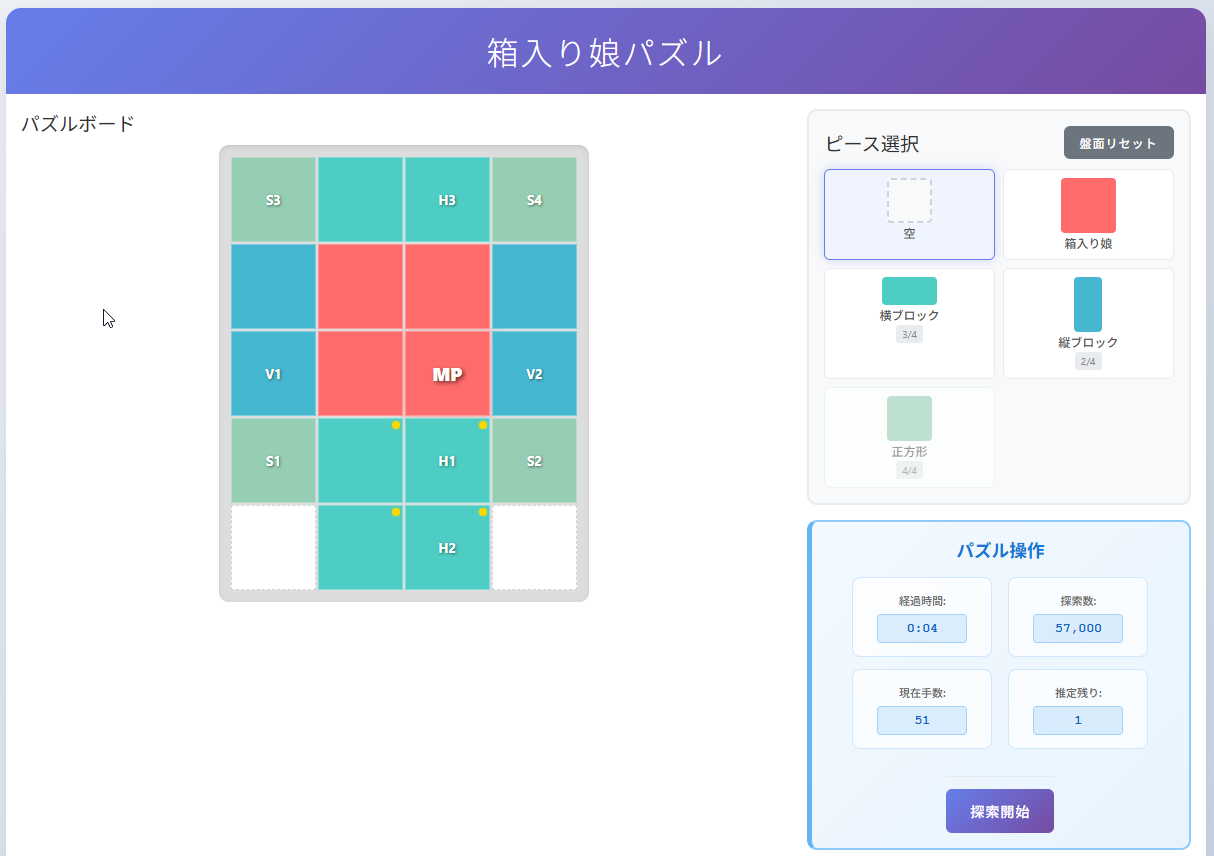 箱入り娘パズル
パズルボード
S3
H3
S4
V1
MP
V2
S1
H1
S2
H2
ピース選択
盤面リセット
空
箱入り娘
横ブロック
3/4
縦ブロック
2/4
正方形
4/4
パズル操作
経過時間:
探索数:
0:04
57,000
現在手数:
推定残り:
51
1
探索開始